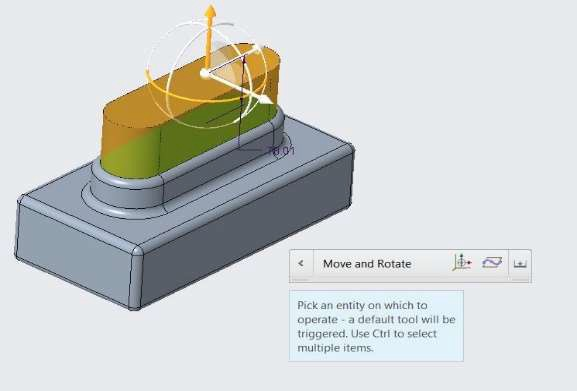 78.01
Move and Rotate
Pick an entity on which to
operate - a default tool will be
triggered. Use Ctrl to select
multiple items.